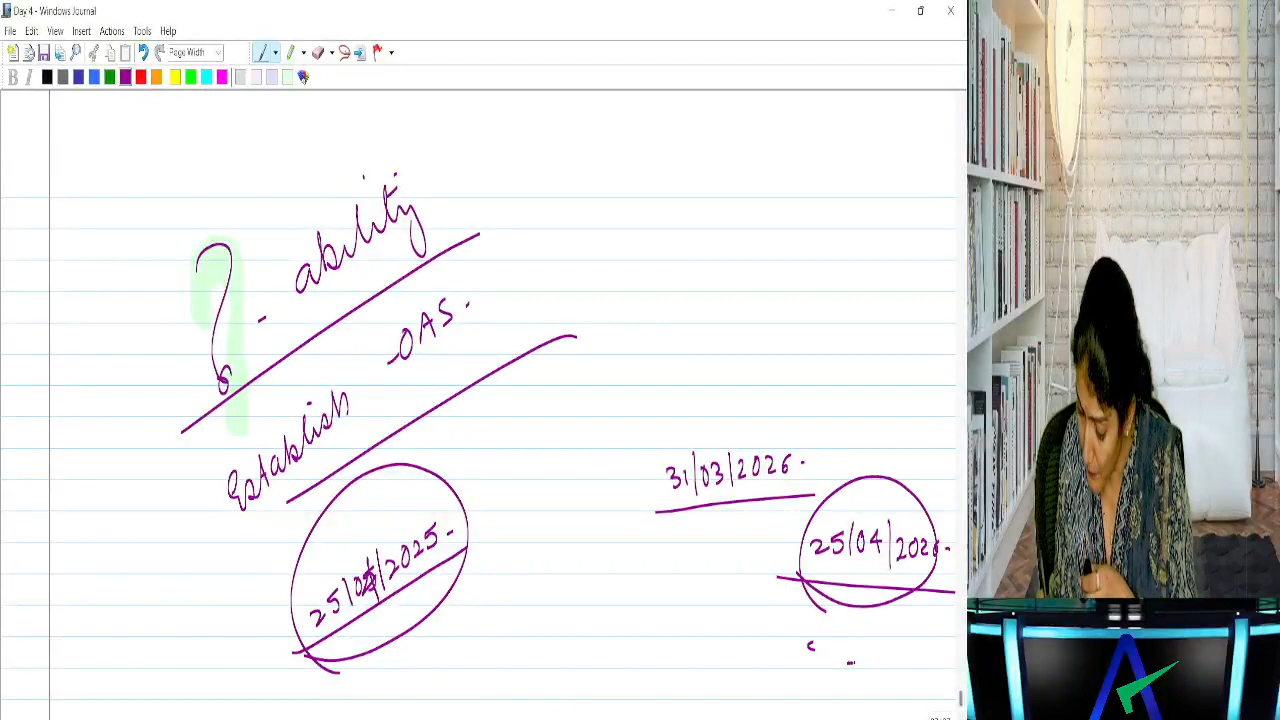 Day 4 - Windows Journal
File Edit View Insert Actions Tools Help
Page Width
B I
? - ability
Establish OAS -
31/03/2026 -
25/04/2025 -
25/04/2026 -